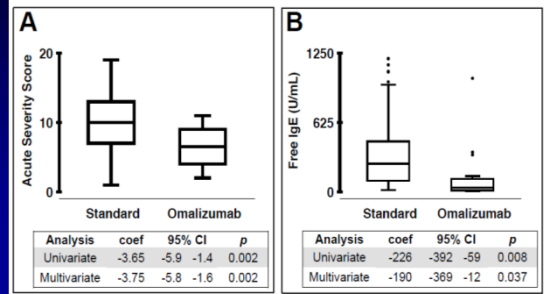 A
Acute Severity Score
20
10
0
Standard Omalizumab
Analysis coef 95% CI p
Univariate -3.65 -5.9 -1.4 0.002
Multivariate -3.75 -5.8 -1.6 0.002
B
Free IgE (U/mL)
1250
625
0
Standard Omalizumab
Analysis coef 95% CI p
Univariate -226 -392 -59 0.008
Multivariate -190 -369 -12 0.037